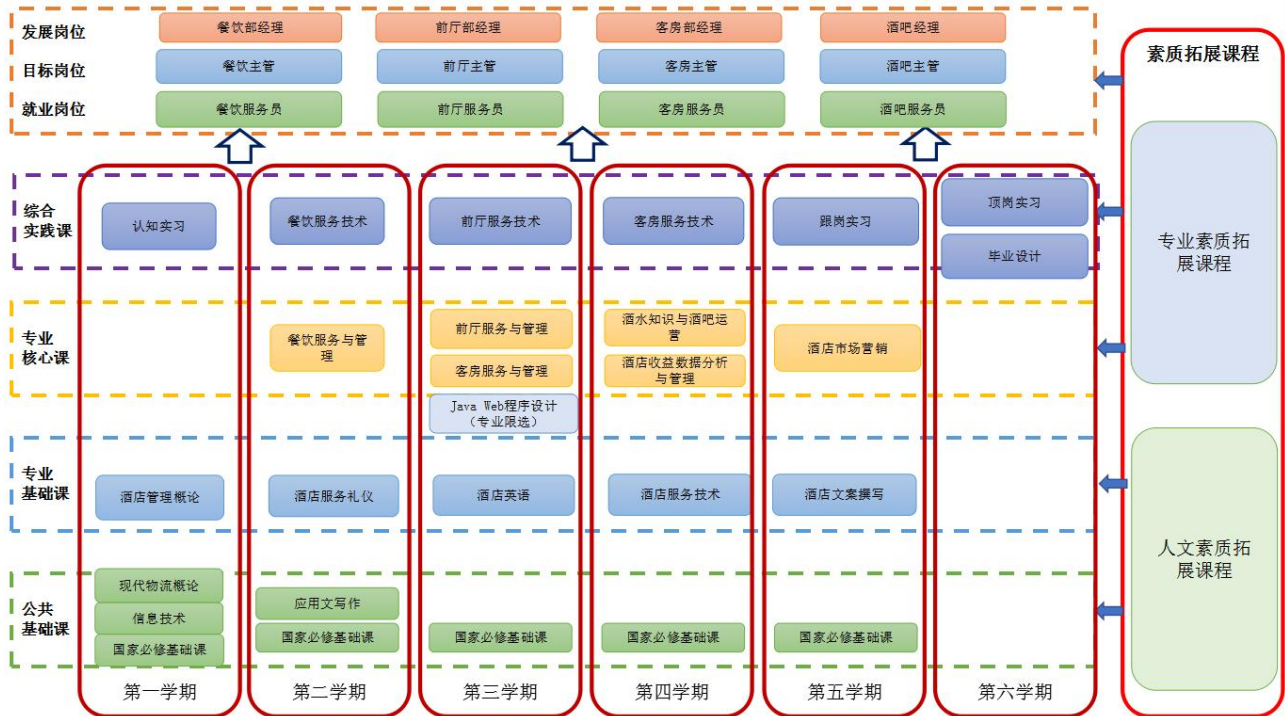 发展岗位
餐饮部经理
前厅部经理
客房部经理
酒吧经理
目标岗位
餐饮主管
前厅主管
客房主管
酒吧主管
就业岗位
餐饮服务员
前厅服务员
客房服务员
酒吧服务员
素质拓展课程
专业素质拓
展课程
人文素质拓
展课程
综合
实践课
认知实习
餐饮服务技术
前厅服务技术
客房服务技术
跟岗实习
顶岗实习
毕业设计
专业
核心课
餐饮服务与管
理
前厅服务与管理
客房服务与管理
酒水知识与酒吧运
营
酒店收益数据分析
与管理
酒店市场营销
Java Web程序设计
（专业限选）
专业
基础课
酒店管理概论
酒店服务礼仪
酒店英语
酒店服务技术
酒店文案撰写
公共
基础课
现代物流概论
信息技术
国家必修基础课
应用文写作
国家必修基础课
国家必修基础课
国家必修基础课
国家必修基础课
第一学期
第二学期
第三学期
第四学期
第五学期
第六学期